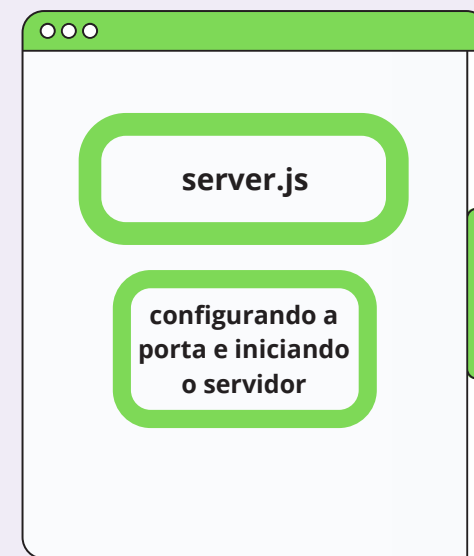 server.js
configurando a
porta e iniciando
o servidor